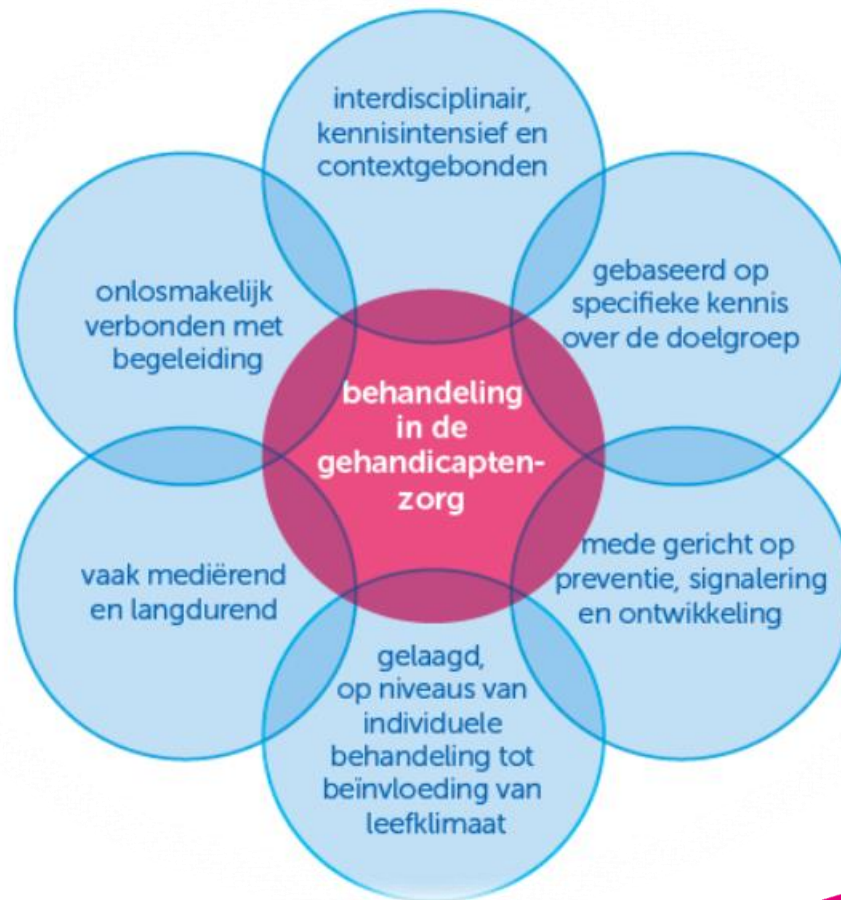 interdisciplinair,
kennisintensief en
contextgebonden
gebaseerd op
specifieke kennis
over de doelgroep
mede gericht op
preventie, signalering
en ontwikkeling
gelaagd,
op niveaus van
individuele
behandeling tot
beïnvloeding van
leefklimaat
vaak mediërend
en langdurend
onlosmakelijk
verbonden met
begeleiding
behandeling
in de
gehandicapten-
zorg